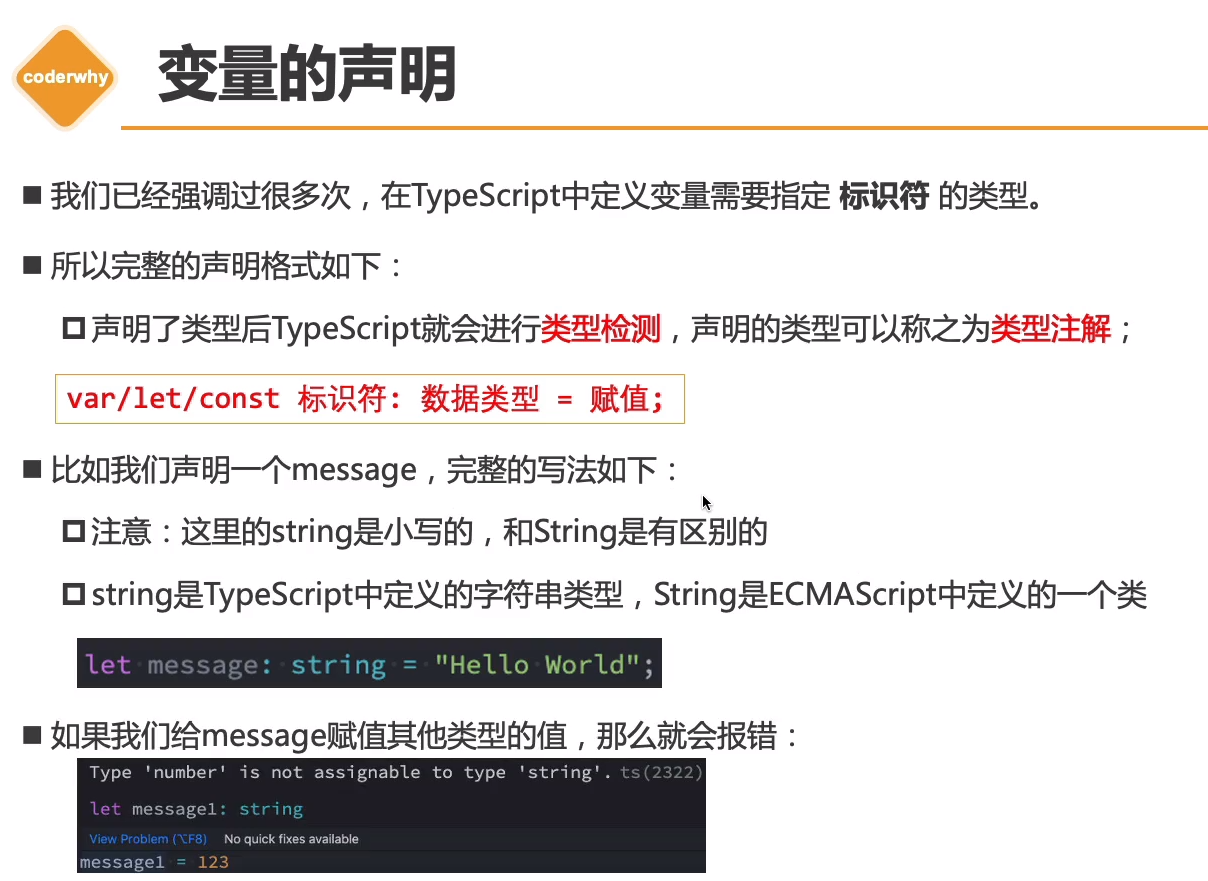 coderwhy
变量的声明
我们已经强调过很多次，在TypeScript中定义变量需要指定 标识符 的类型。
所以完整的声明格式如下：
声明了类型后TypeScript就会进行类型检测，声明的类型可以称之为类型注解；
var/let/const 标识符: 数据类型 = 赋值;
比如我们声明一个message，完整的写法如下：
注意：这里的string是小写的，和String是有区别的
string是TypeScript中定义的字符串类型，String是ECMAScript中定义的一个类
let message: string = "Hello World";
如果我们给message赋值其他类型的值，那么就会报错：
Type 'number' is not assignable to type 'string'. ts(2322)
let message1: string
View Problem (⌥F8) No quick fixes available
message1 = 123